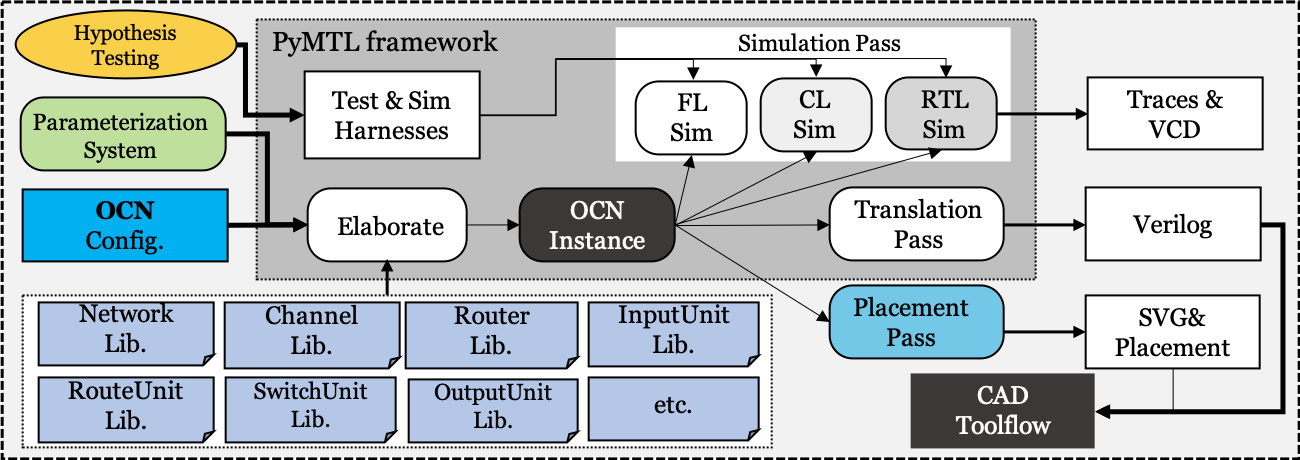 Hypothesis
Testing
PyMTL framework
Simulation Pass
Test & Sim
Harnesses
FL
Sim
CL
Sim
RTL
Sim
Traces &
VCD
Parameterization
System
OCN
Config.
Elaborate
OCN
Instance
Translation
Pass
Verilog
Placement
Pass
SVG&
Placement
CAD
Toolflow
Network
Lib.
Channel
Lib.
Router
Lib.
InputUnit
Lib.
RouteUnit
Lib.
SwitchUnit
Lib.
OutputUnit
Lib.
etc.